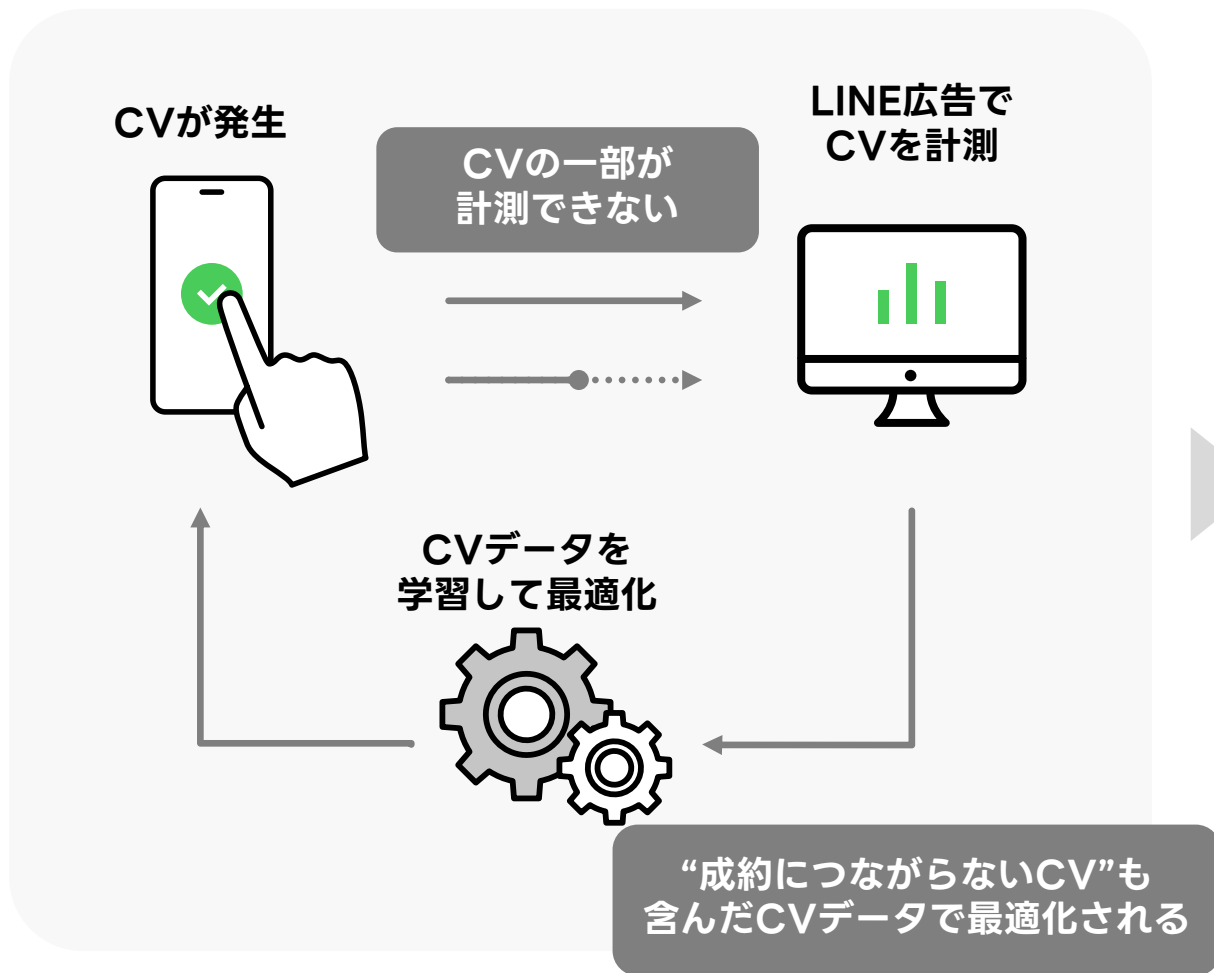 CVが発生
CVの一部が
計測できない
LINE広告で
CVを計測
CVデータを
学習して最適化
“成約につながらないCV”も
含んだCVデータで最適化される